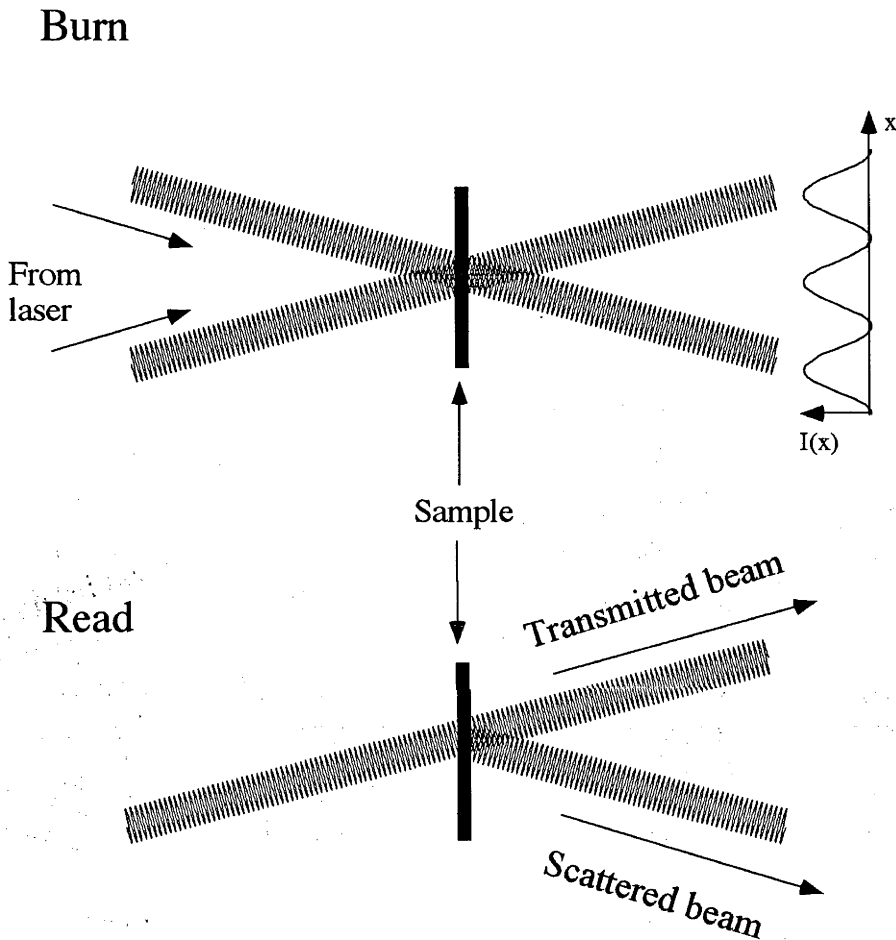 Burn
x
From
laser
I(x)
Sample
Read
Transmitted beam
Scattered beam